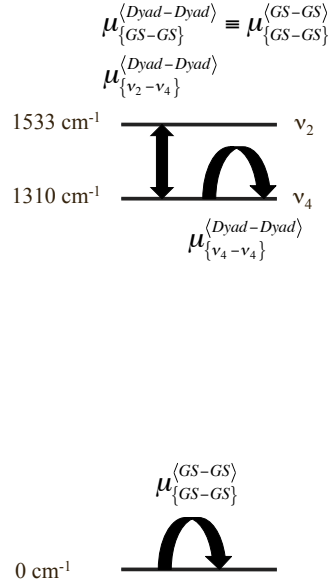 μ⟨Dyad−Dyad⟩{GS−GS} ≡ μ⟨GS−GS⟩{GS−GS}
μ⟨Dyad−Dyad⟩{ν2−ν4}
1533 cm-1 ν2
1310 cm-1 ν4
μ⟨Dyad−Dyad⟩{ν4−ν4}
μ⟨GS−GS⟩{GS−GS}
0 cm-1